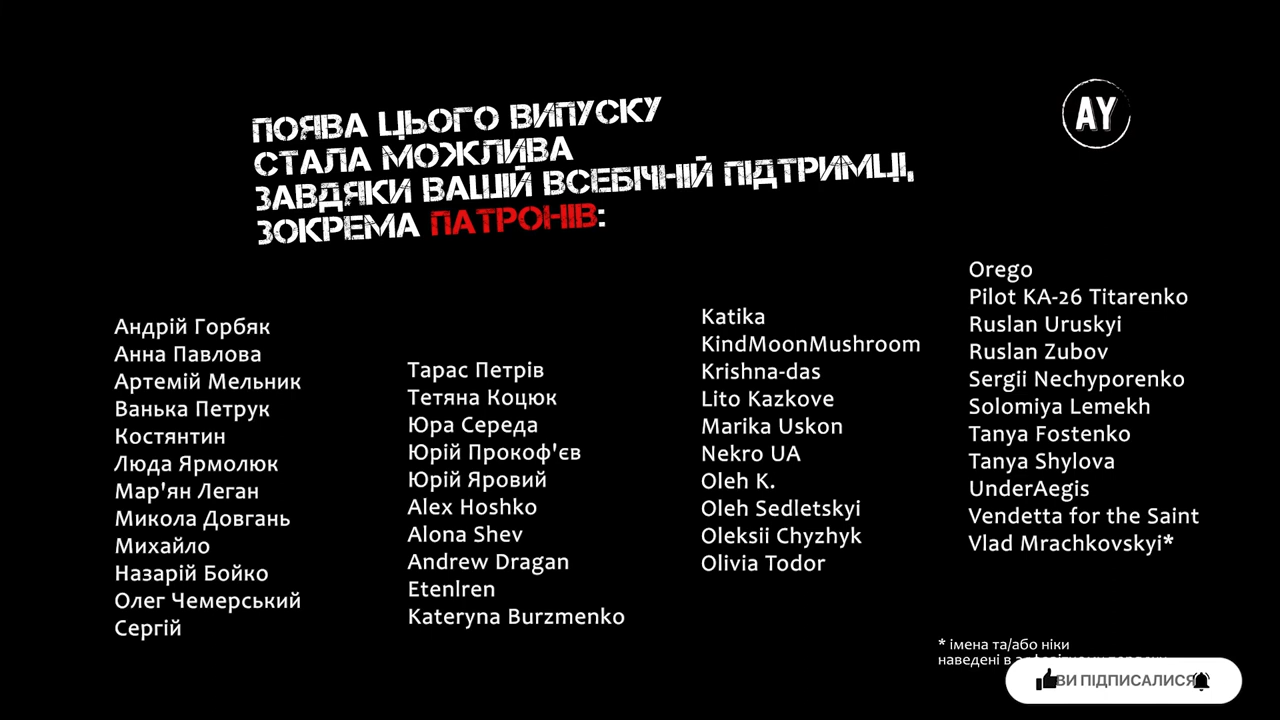 ПОЯВА ЦЬОГО ВИПУСКУ
СТАЛА МОЖЛИВА
ЗАВДЯКИ ВАШІЙ ВСЕБІЧНІЙ ПІДТРИМЦІ,
ЗОКРЕМА ПАТРОНІВ:
АУ
Андрій Горбяк
Анна Павлова
Артемій Мельник
Ванька Петрук
Костянтин
Люда Ярмолюк
Мар'ян Леган
Микола Довгань
Михайло
Назарій Бойко
Олег Чемерський
Сергій
Тарас Петрів
Тетяна Коцюк
Юра Середа
Юрій Прокоф'єв
Юрій Яровий
Alex Hoshko
Alona Shev
Andrew Dragan
Etenlren
Kateryna Burzmenko
Katika
KindMoonMushroom
Krishna-das
Lito Kazkove
Marika Uskon
Nekro UA
Oleh K.
Oleh Sedletskyi
Oleksii Chyzhyk
Olivia Todor
Orego
Pilot KA-26 Titarenko
Ruslan Uruskyi
Ruslan Zubov
Sergii Nechyporenko
Solomiya Lemekh
Tanya Fostenko
Tanya Shylova
UnderAegis
Vendetta for the Saint
Vlad Mrachkovskyi*
* імена та/або ніки
наведені в
ВИ ПІДПИСАЛИСЯ